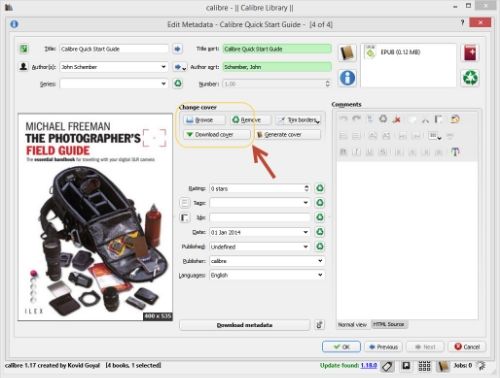 calibre - || Calibre Library ||
Edit Metadata - Calibre Quick Start Guide - [4 of 4]
Title: Calibre Quick Start Guide
Title sort: Calibre Quick Start Guide
Author(s): John Schember
Author sort: Schember, John
Series:
Number: 1.00
EPUB (0.12 MB)
Change cover
Browse
Remove
Trim borders
Download cover
Generate cover
Comments
MICHAEL FREEMAN
THE PHOTOGRAPHER'S
FIELD GUIDE
The essential handbook for travelling with your digital SLR camera
ILEX
400 x 535
Rating: 0 stars
Tags:
Ids:
Date: 01 Jan 2014
Published: Undefined
Publisher: calibre
Languages: English
Download metadata
Normal view
HTML Source
OK
Previous
Next
Cancel
calibre 1.17 created by Kovid Goyal [4 books, 1 selected]
Update found: 1.18.0
Jobs: 0